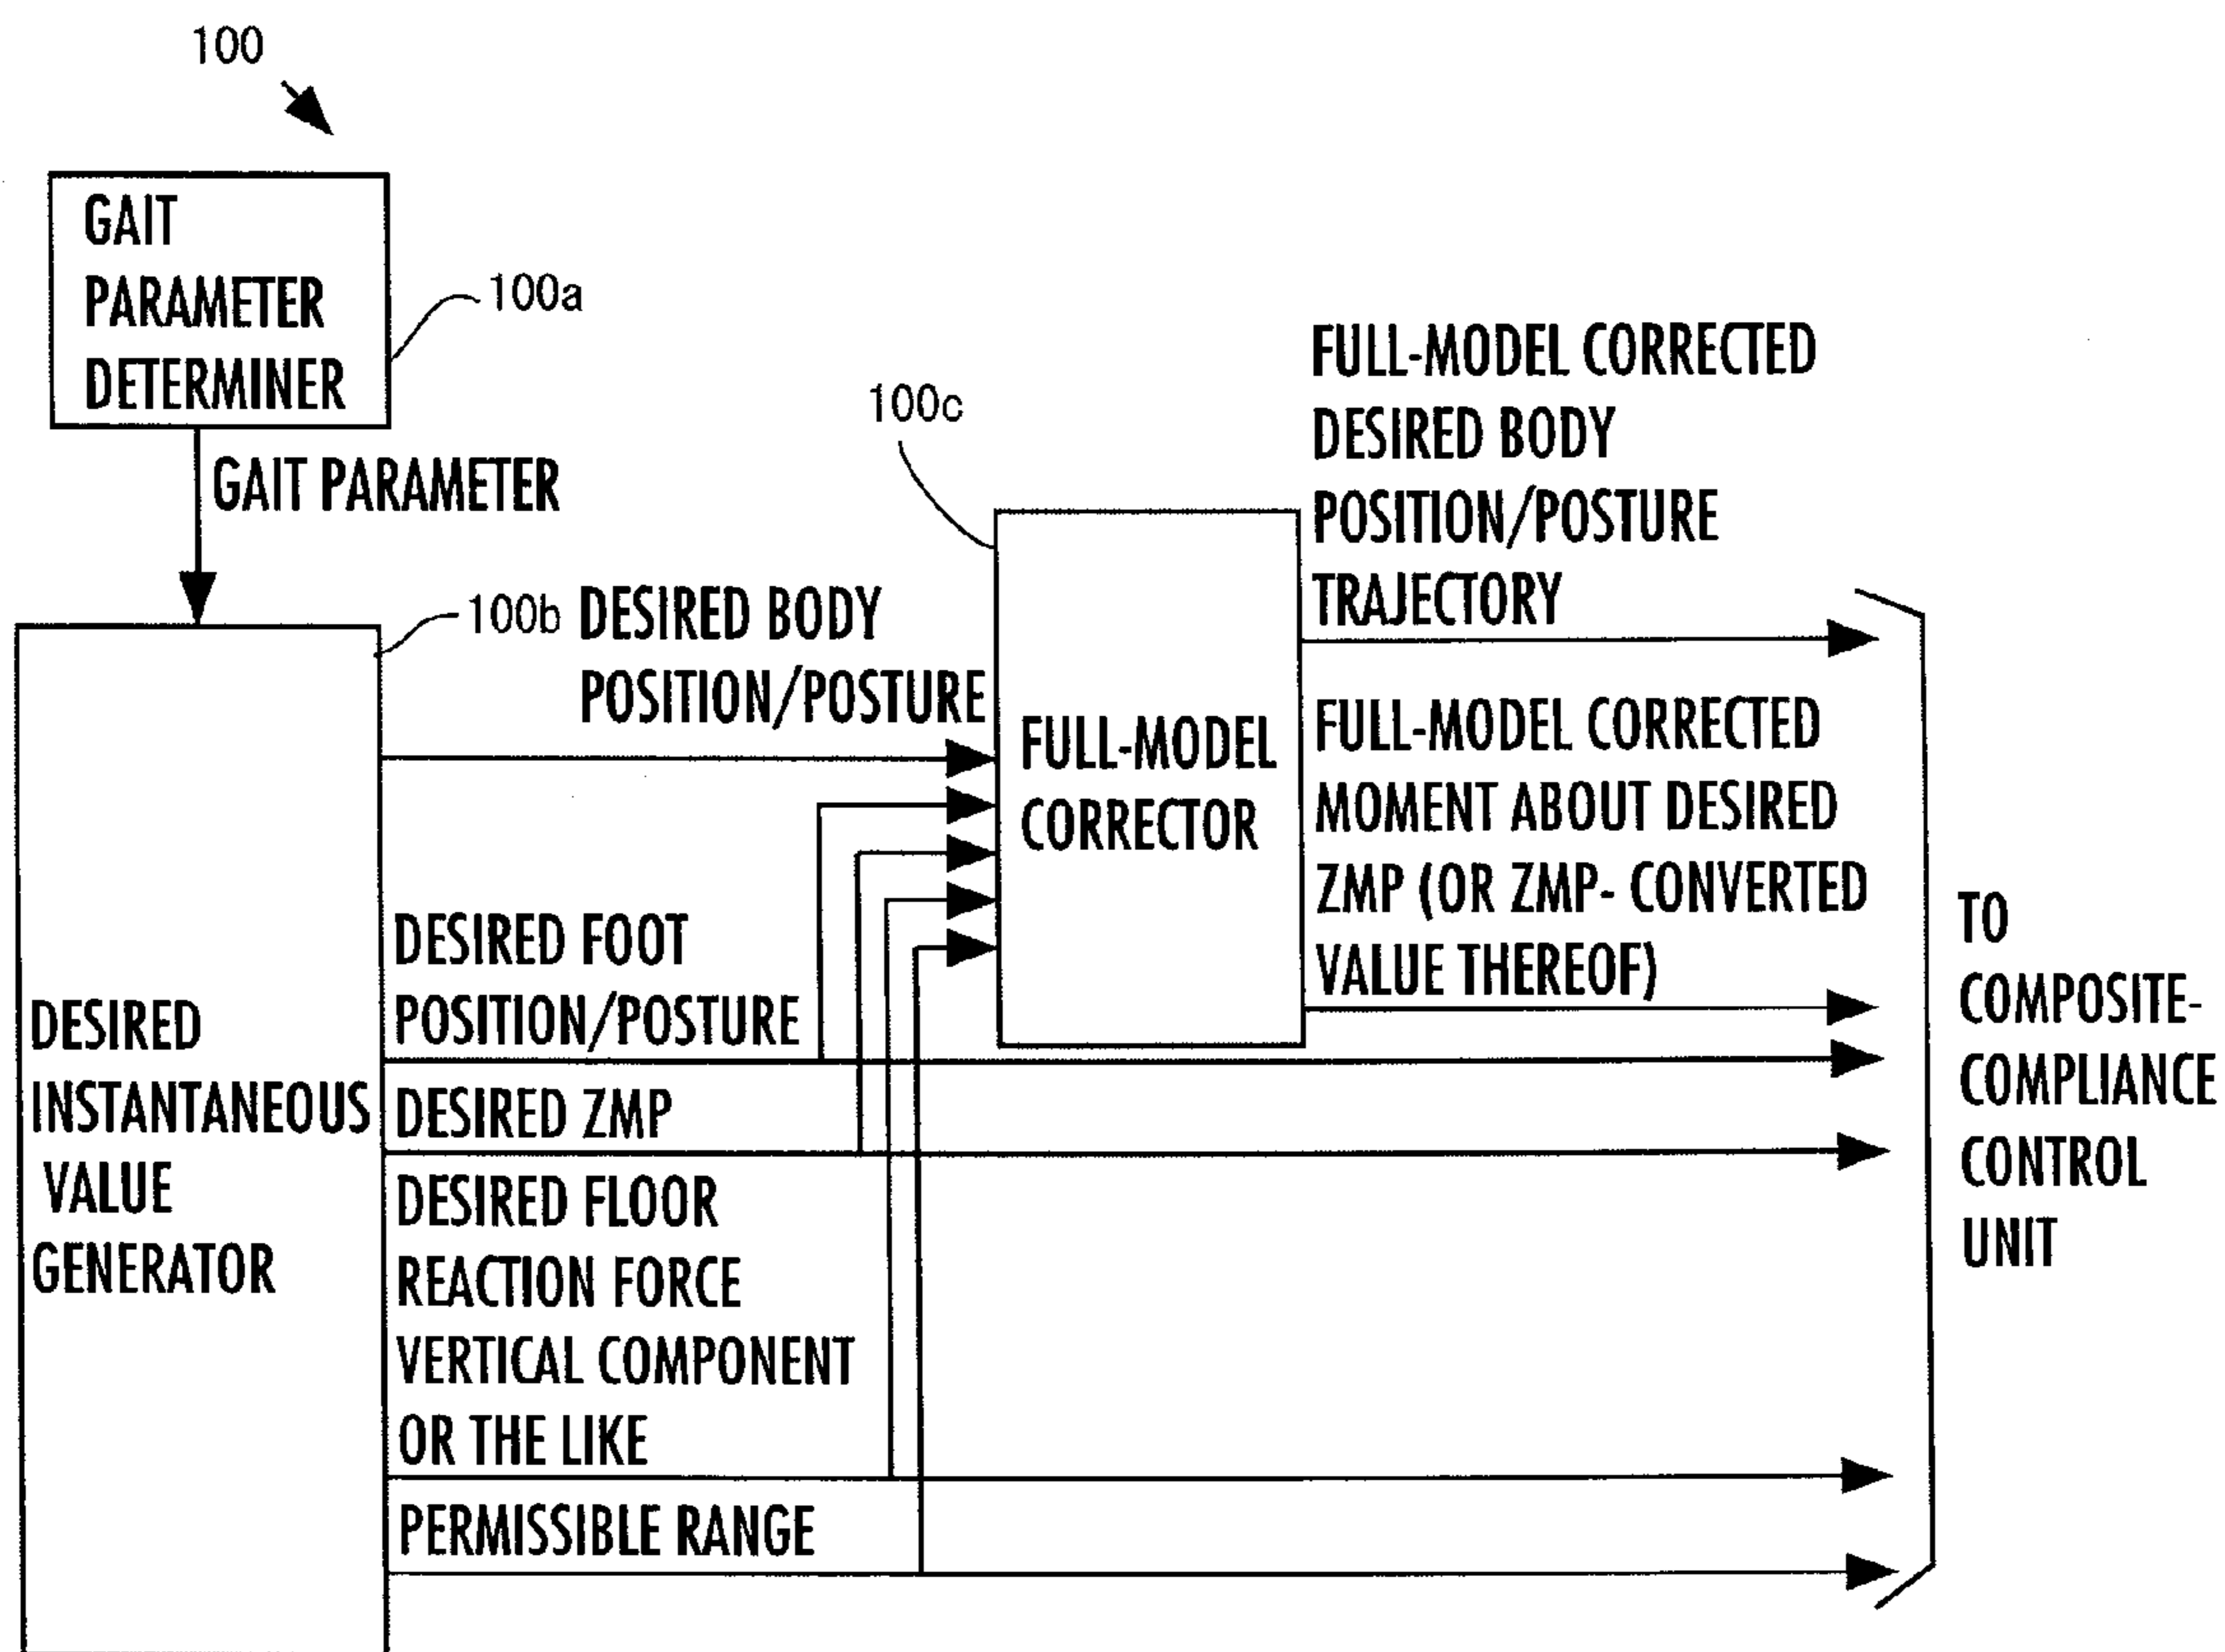 100
GAIT
PARAMETER
DETERMINER
100a
GAIT PARAMETER
100b
DESIRED BODY
POSITION/POSTURE
100c
FULL-MODEL
CORRECTOR
FULL-MODEL CORRECTED
DESIRED BODY
POSITION/POSTURE
TRAJECTORY
FULL-MODEL CORRECTED
MOMENT ABOUT DESIRED
ZMP (OR ZMP- CONVERTED
VALUE THEREOF)
DESIRED
INSTANTANEOUS
VALUE
GENERATOR
DESIRED FOOT
POSITION/POSTURE
DESIRED ZMP
DESIRED FLOOR
REACTION FORCE
VERTICAL COMPONENT
OR THE LIKE
PERMISSIBLE RANGE
TO
COMPOSITE-
COMPLIANCE
CONTROL
UNIT